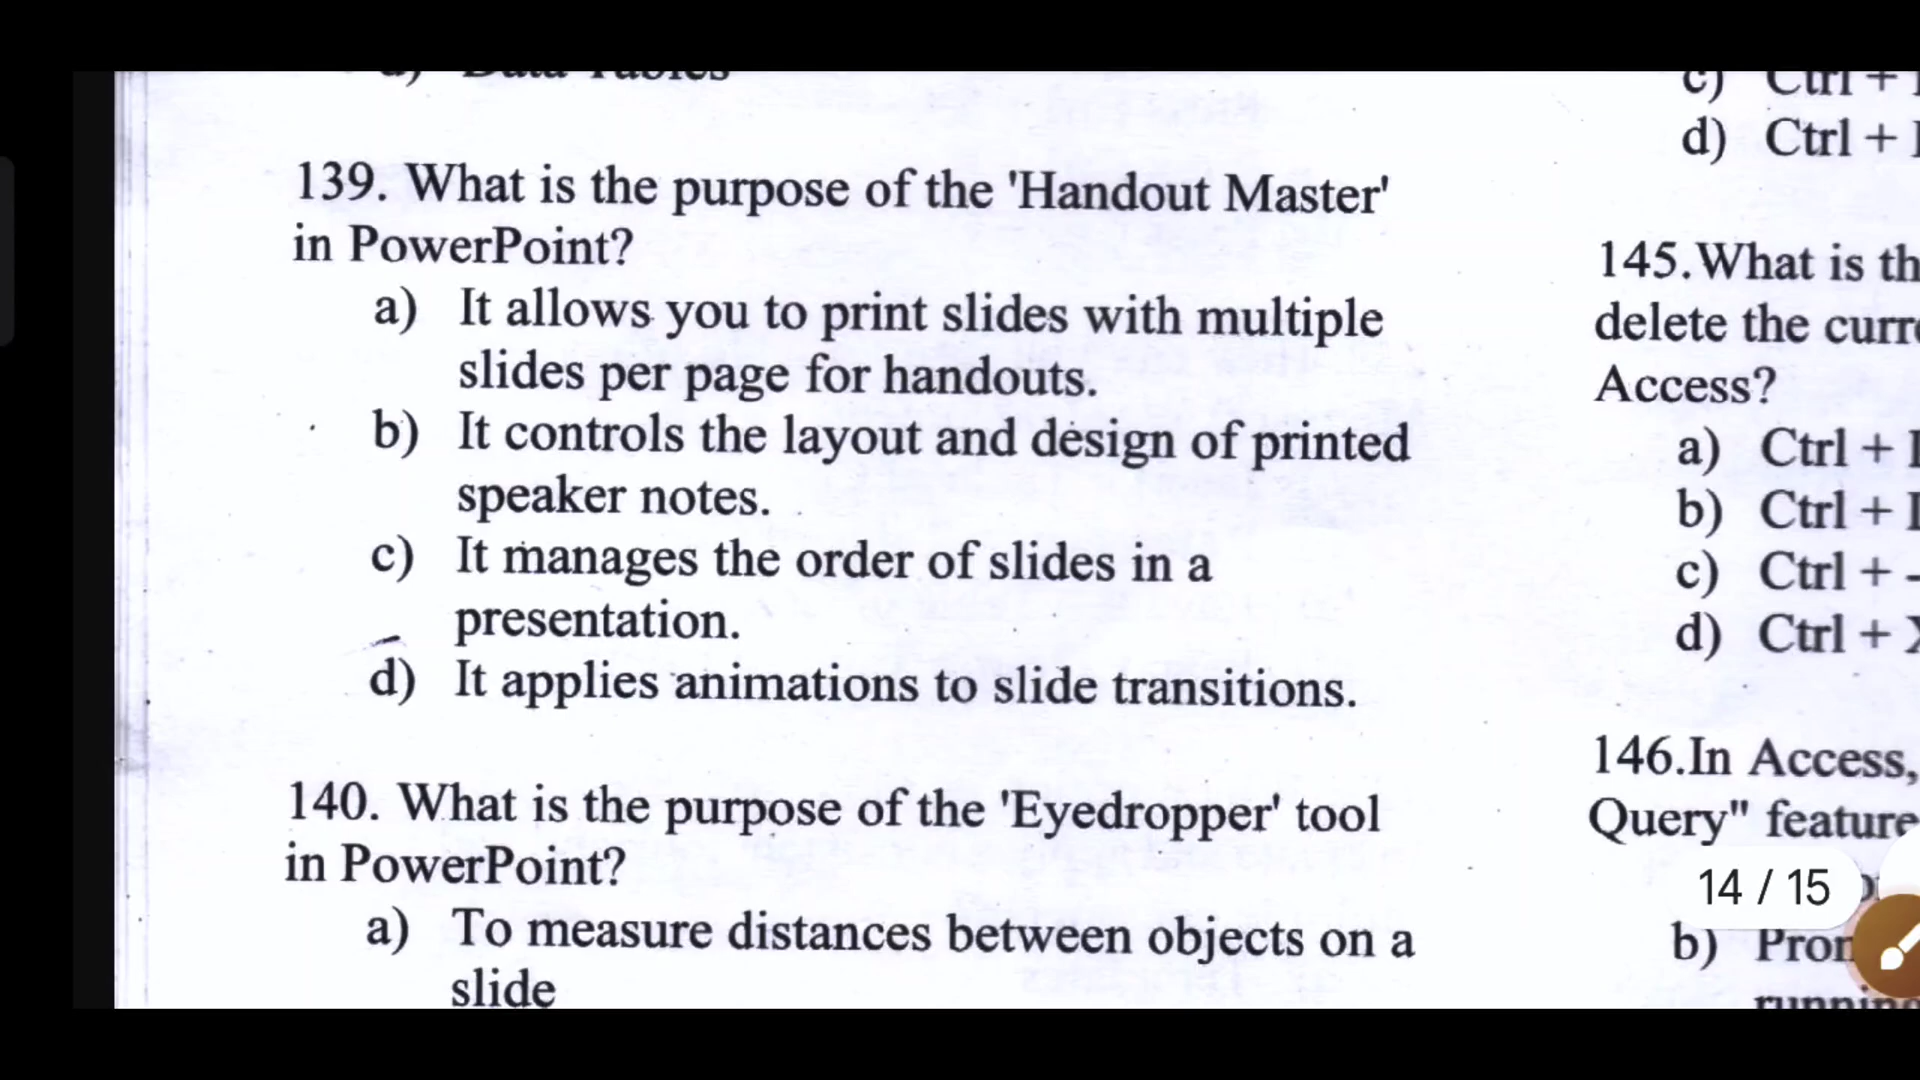 d) Data Tables
139. What is the purpose of the 'Handout Master'
in PowerPoint?
a) It allows you to print slides with multiple
slides per page for handouts.
b) It controls the layout and design of printed
speaker notes.
c) It manages the order of slides in a
presentation.
d) It applies animations to slide transitions.
140. What is the purpose of the 'Eyedropper' tool
in PowerPoint?
a) To measure distances between objects on a
slide
c) Ctrl +
d) Ctrl +
145.What is th
delete the curr
Access?
a) Ctrl +
b) Ctrl +
c) Ctrl + -
d) Ctrl + X
146.In Access,
Query" feature
14 / 15
b)